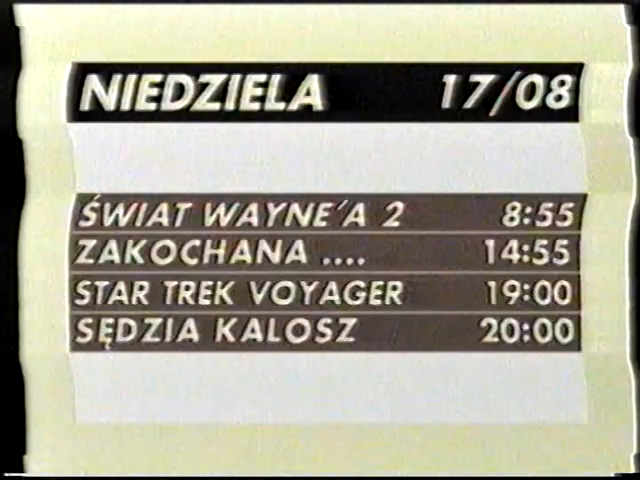 NIEDZIELA 17/08
ŚWIAT WAYNE'A 2 8:55
ZAKOCHANA .... 14:55
STAR TREK VOYAGER 19:00
SĘDZIA KALOSZ 20:00